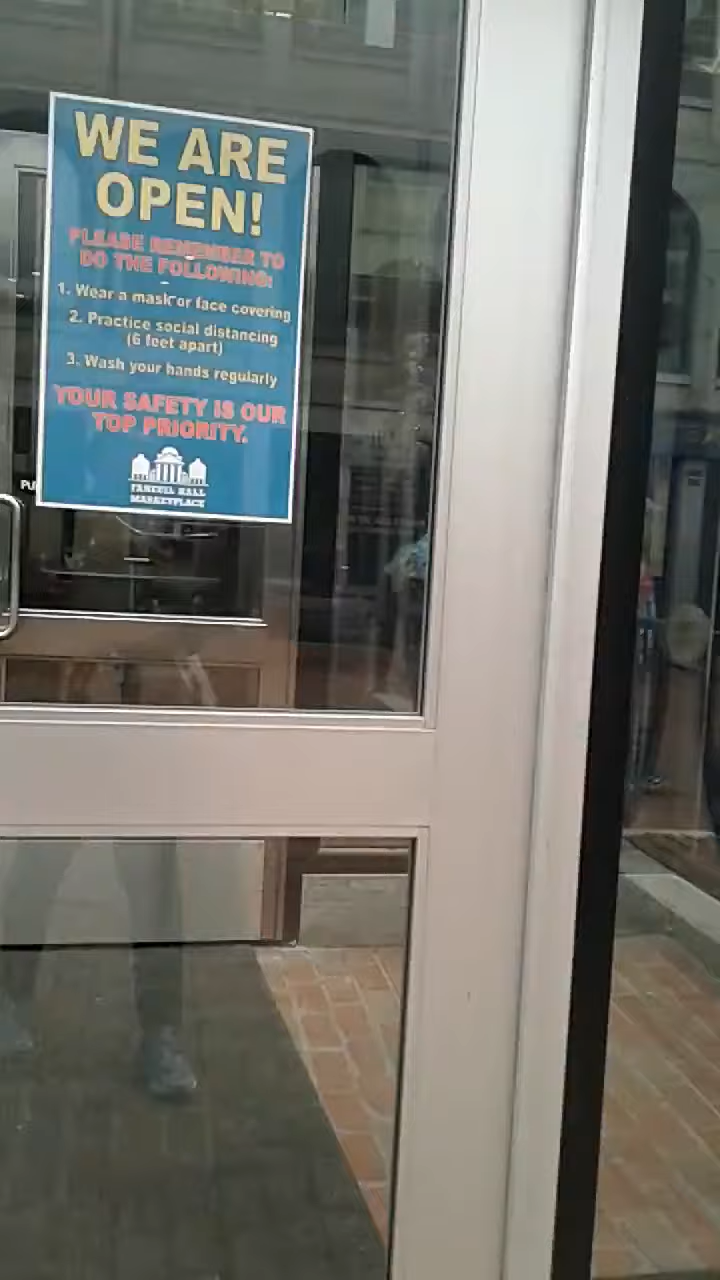 WE ARE
OPEN!
PLEASE REMEMBER TO
DO THE FOLLOWING:
1. Wear a mask or face covering
2. Practice social distancing
(6 feet apart)
3. Wash your hands regularly
YOUR SAFETY IS OUR
TOP PRIORITY.
FANEUIL HALL
MARKETPLACE
PU